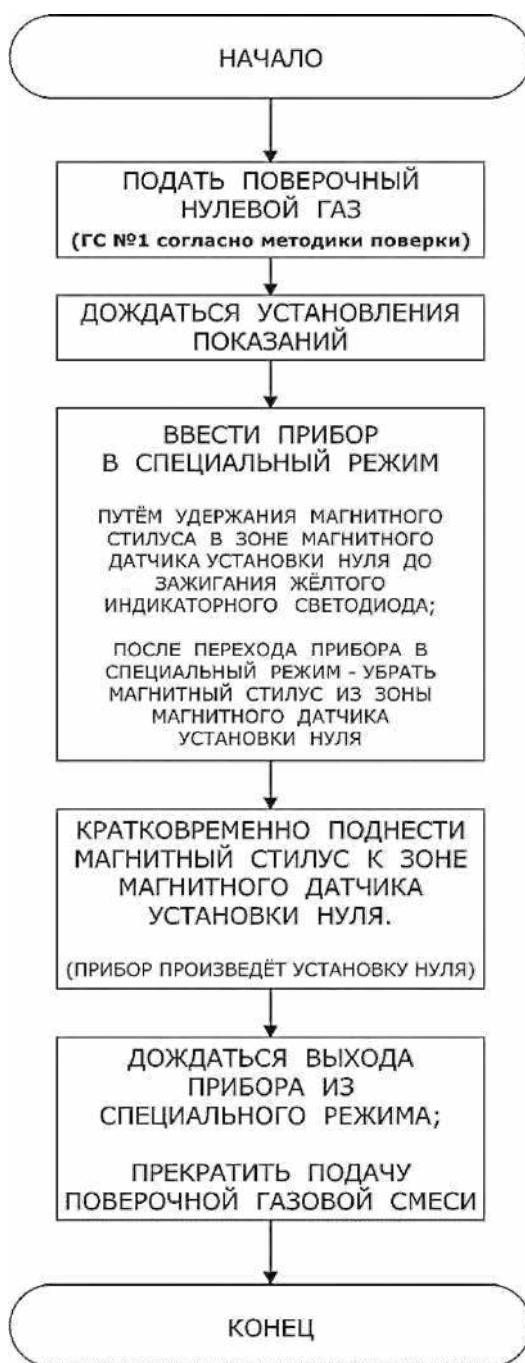 НАЧАЛО
ПОДАТЬ ПОВЕРОЧНЫЙ
НУЛЕВОЙ ГАЗ
(ГС №1 согласно методики поверки)
ДОЖДАТЬСЯ УСТАНОВЛЕНИЯ
ПОКАЗАНИЙ
ВВЕСТИ ПРИБОР
В СПЕЦИАЛЬНЫЙ РЕЖИМ
ПУТЁМ УДЕРЖАНИЯ МАГНИТНОГО
СТИЛУСА В ЗОНЕ МАГНИТНОГО
ДАТЧИКА УСТАНОВКИ НУЛЯ ДО
ЗАЖИГАНИЯ ЖЁЛТОГО
ИНДИКАТОРНОГО СВЕТОДИОДА;
ПОСЛЕ ПЕРЕХОДА ПРИБОРА В
СПЕЦИАЛЬНЫЙ РЕЖИМ - УБРАТЬ
МАГНИТНЫЙ СТИЛУС ИЗ ЗОНЫ
МАГНИТНОГО ДАТЧИКА
УСТАНОВКИ НУЛЯ
КРАТКОВРЕМЕННО ПОДНЕСТИ
МАГНИТНЫЙ СТИЛУС К ЗОНЕ
МАГНИТНОГО ДАТЧИКА
УСТАНОВКИ НУЛЯ.
(ПРИБОР ПРОИЗВЕДЁТ УСТАНОВКУ НУЛЯ)
ДОЖДАТЬСЯ ВЫХОДА
ПРИБОРА ИЗ
СПЕЦИАЛЬНОГО РЕЖИМА;
ПРЕКРАТИТЬ ПОДАЧУ
ПОВЕРОЧНОЙ ГАЗОВОЙ СМЕСИ
КОНЕЦ